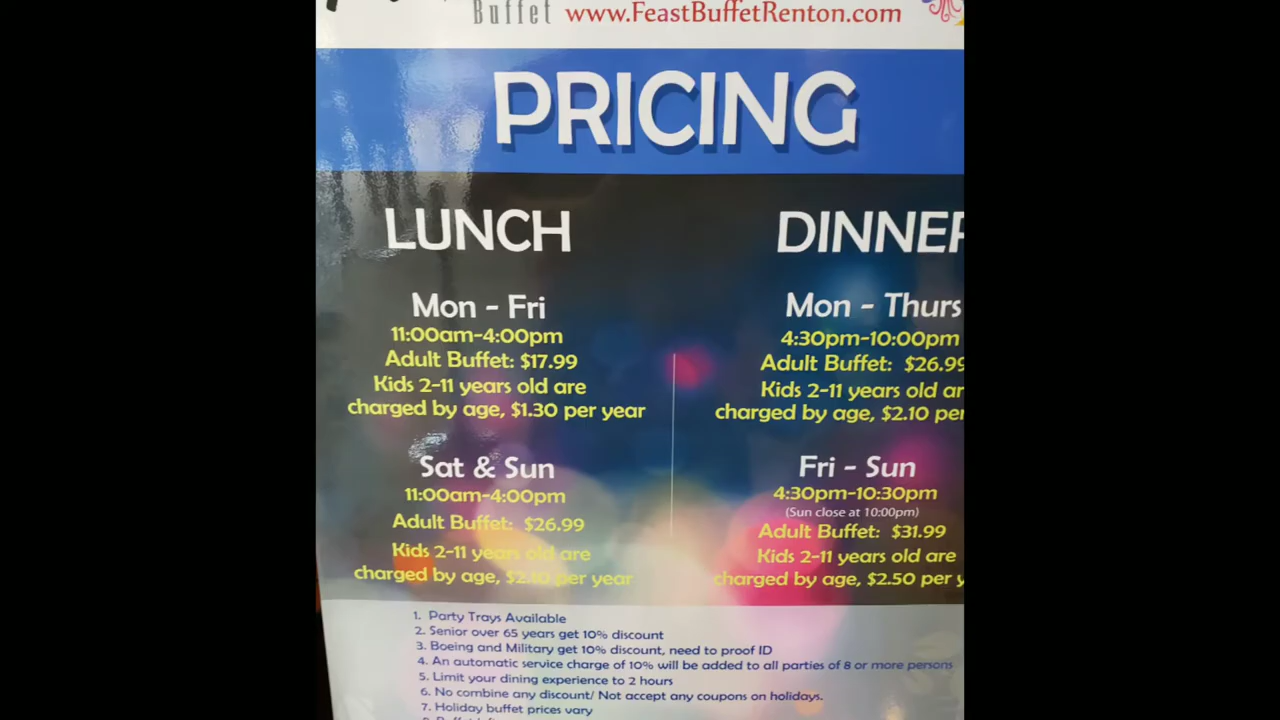 Buffet www.FeastBuffetRenton.com
PRICING
LUNCH
Mon - Fri
11:00am-4:00pm
Adult Buffet: $17.99
Kids 2-11 years old are
charged by age, $1.30 per year
Sat & Sun
11:00am-4:00pm
Adult Buffet: $26.99
Kids 2-11 years old are
charged by age, $2.10 per year
DINNER
Mon - Thurs
4:30pm-10:00pm
Adult Buffet: $26.99
Kids 2-11 years old ar
charged by age, $2.10 per
Fri - Sun
4:30pm-10:30pm
(Sun close at 10:00pm)
Adult Buffet: $31.99
Kids 2-11 years old are
charged by age, $2.50 per y
1. Party Trays Available
2. Senior over 65 years get 10% discount
3. Boeing and Military get 10% discount, need to proof ID
4. An automatic service charge of 10% will be added to all parties of 8 or more persons
5. Limit your dining experience to 2 hours
6. No combine any discount/ Not accept any coupons on holidays.
7. Holiday buffet prices vary